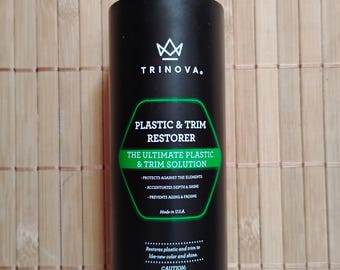 TRINOVA®
PLASTIC & TRIM
RESTORER
THE ULTIMATE PLASTIC
& TRIM SOLUTION
• PROTECTS AGAINST THE ELEMENTS
• ACCENTUATES DEPTH & SHINE
• PREVENTS AGING & FADING
Made in U.S.A.
Restores plastic and trim to
like-new color and shine.
CAUTION: